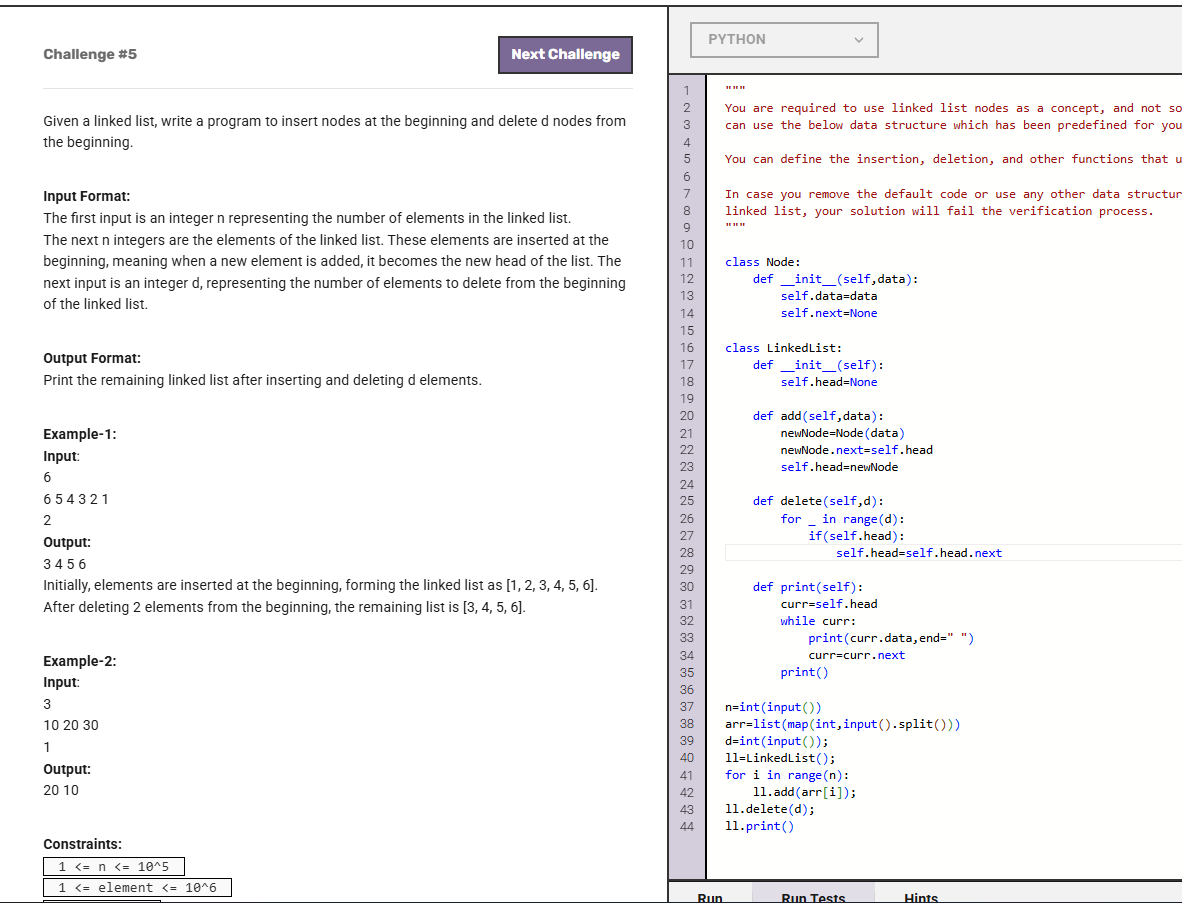 Challenge #5
Next Challenge
Given a linked list, write a program to insert nodes at the beginning and delete d nodes from
the beginning.
Input Format:
The first input is an integer n representing the number of elements in the linked list.
The next n integers are the elements of the linked list. These elements are inserted at the
beginning, meaning when a new element is added, it becomes the new head of the list. The
next input is an integer d, representing the number of elements to delete from the beginning
of the linked list.
Output Format:
Print the remaining linked list after inserting and deleting d elements.
Example-1:
Input:
6
6 5 4 3 2 1
2
Output:
3 4 5 6
Initially, elements are inserted at the beginning, forming the linked list as [1, 2, 3, 4, 5, 6].
After deleting 2 elements from the beginning, the remaining list is [3, 4, 5, 6].
Example-2:
Input:
3
10 20 30
1
Output:
20 10
Constraints:
1 <= n <= 10^5
1 <= element <= 10^6
PYTHON
1 """
2 You are required to use linked list nodes as a concept, and not so
3 can use the below data structure which has been predefined for you
4
5 You can define the insertion, deletion, and other functions that u
6
7 In case you remove the default code or use any other data structur
8 linked list, your solution will fail the verification process.
9 """
10
11 class Node:
12     def __init__(self,data):
13         self.data=data
14         self.next=None
15
16 class LinkedList:
17     def __init__(self):
18         self.head=None
19
20     def add(self,data):
21         newNode=Node(data)
22         newNode.next=self.head
23         self.head=newNode
24
25     def delete(self,d):
26         for _ in range(d):
27             if(self.head):
28                 self.head=self.head.next
29
30     def print(self):
31         curr=self.head
32         while curr:
33             print(curr.data,end=" ")
34             curr=curr.next
35         print()
36
37 n=int(input())
38 arr=list(map(int,input().split()))
39 d=int(input());
40 ll=LinkedList();
41 for i in range(n):
42     ll.add(arr[i]);
43 ll.delete(d);
44 ll.print()
Run Run Tests Hints